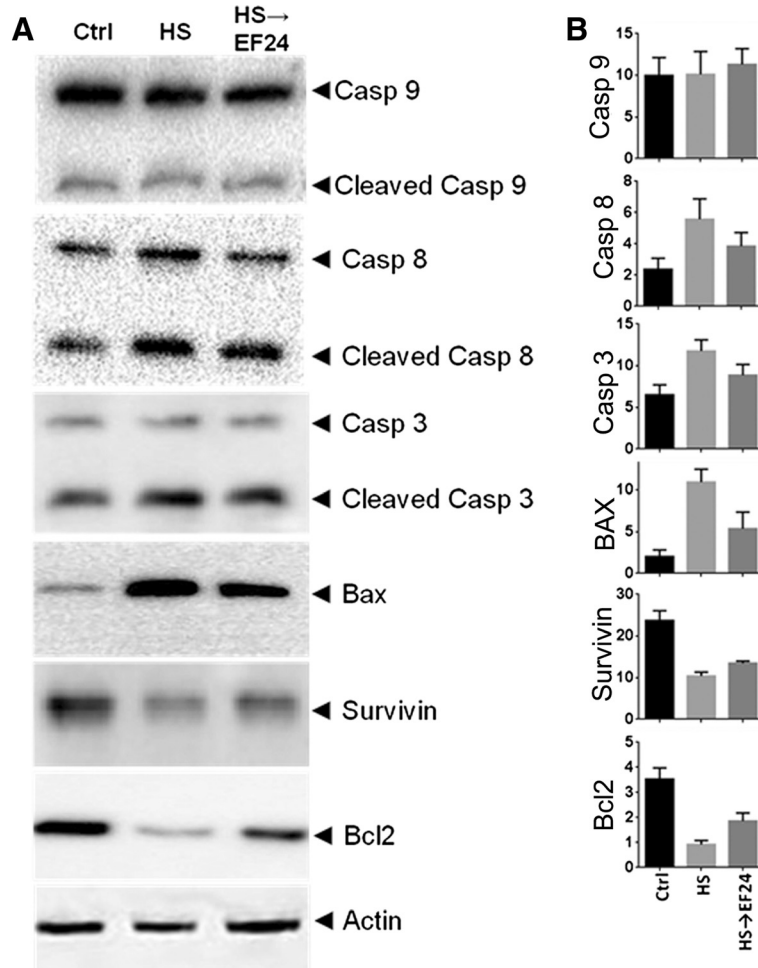 A
Ctrl HS HS→
EF24
Casp 9
Cleaved Casp 9
Casp 8
Cleaved Casp 8
Casp 3
Cleaved Casp 3
Bax
Survivin
Bcl2
Actin
B
Casp 9
15
10
5
0
Casp 8
8
6
4
2
0
Casp 3
15
10
5
0
BAX
10
5
0
Survivin
30
20
10
0
Bcl2
5
4
3
2
1
0
Ctrl
HS
HS→EF24